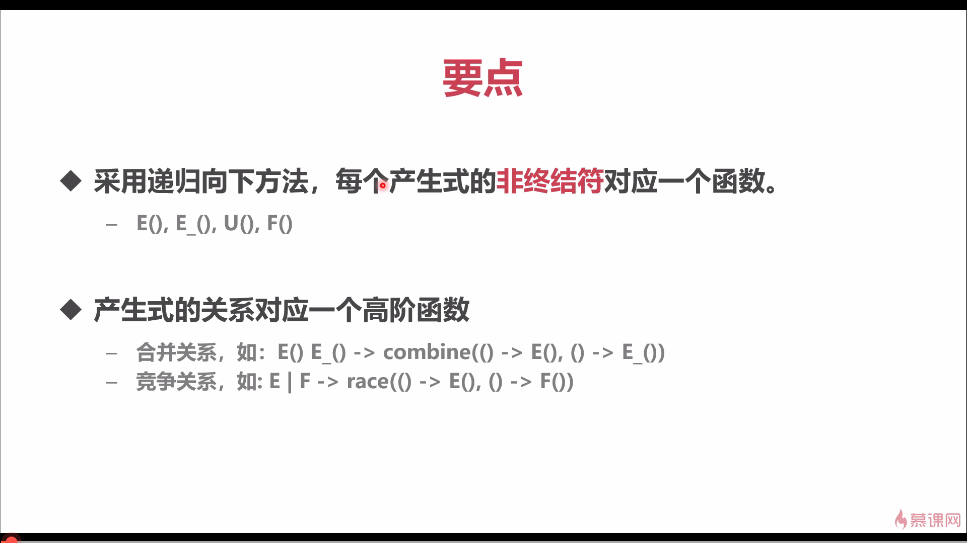 要点
◆ 采用递归向下方法，每个产生式的非终结符对应一个函数。
– E(), E_(), U(), F()
◆ 产生式的关系对应一个高阶函数
– 合并关系，如：E() E_() -> combine(() -> E(), () -> E_())
– 竞争关系，如: E | F -> race(() -> E(), () -> F())
慕课网